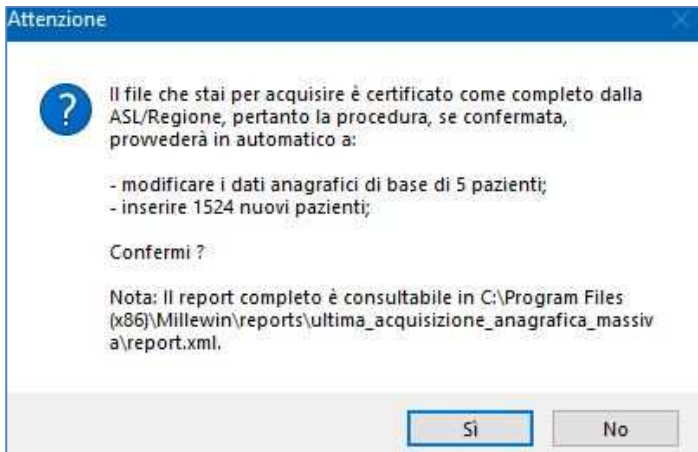 Attenzione
Il file che stai per acquisire è certificato come completo dalla
ASL/Regione, pertanto la procedura, se confermata,
provvederà in automatico a:
- modificare i dati anagrafici di base di 5 pazienti;
- inserire 1524 nuovi pazienti;
Confermi ?
Nota: Il report completo è consultabile in C:\Program Files
(x86)\Millewin\reports\ultima_acquisizione_anagrafica_massiv
a\report.xml.
Sì
No